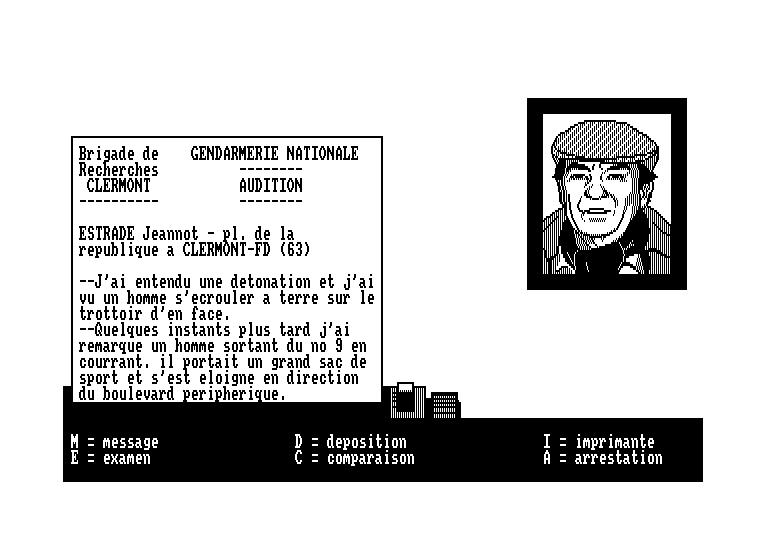 Brigade de    GENDARMERIE NATIONALE
Recherches          --------
 CLERMONT           AUDITION
----------          --------
ESTRADE Jeannot - pl. de la
republique a CLERMONT-FD (63)
--J'ai entendu une detonation et j'ai
vu un homme s'ecrouler a terre sur le
trottoir d'en face.
--Quelques instants plus tard j'ai
remarque un homme sortant du no 9 en
courrant. il portait un grand sac de
sport et s'est eloigne en direction
du boulevard peripherique.
M = message    D = deposition    I = imprimante
E = examen    C = comparaison    A = arrestation